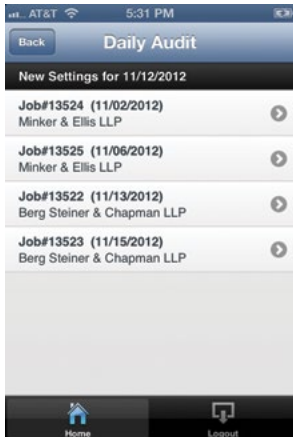 AT&T 5:31 PM
Back Daily Audit
New Settings for 11/12/2012
Job#13524 (11/02/2012)
Minker & Ellis LLP
Job#13525 (11/06/2012)
Minker & Ellis LLP
Job#13522 (11/13/2012)
Berg Steiner & Chapman LLP
Job#13523 (11/15/2012)
Berg Steiner & Chapman LLP
Home Logout